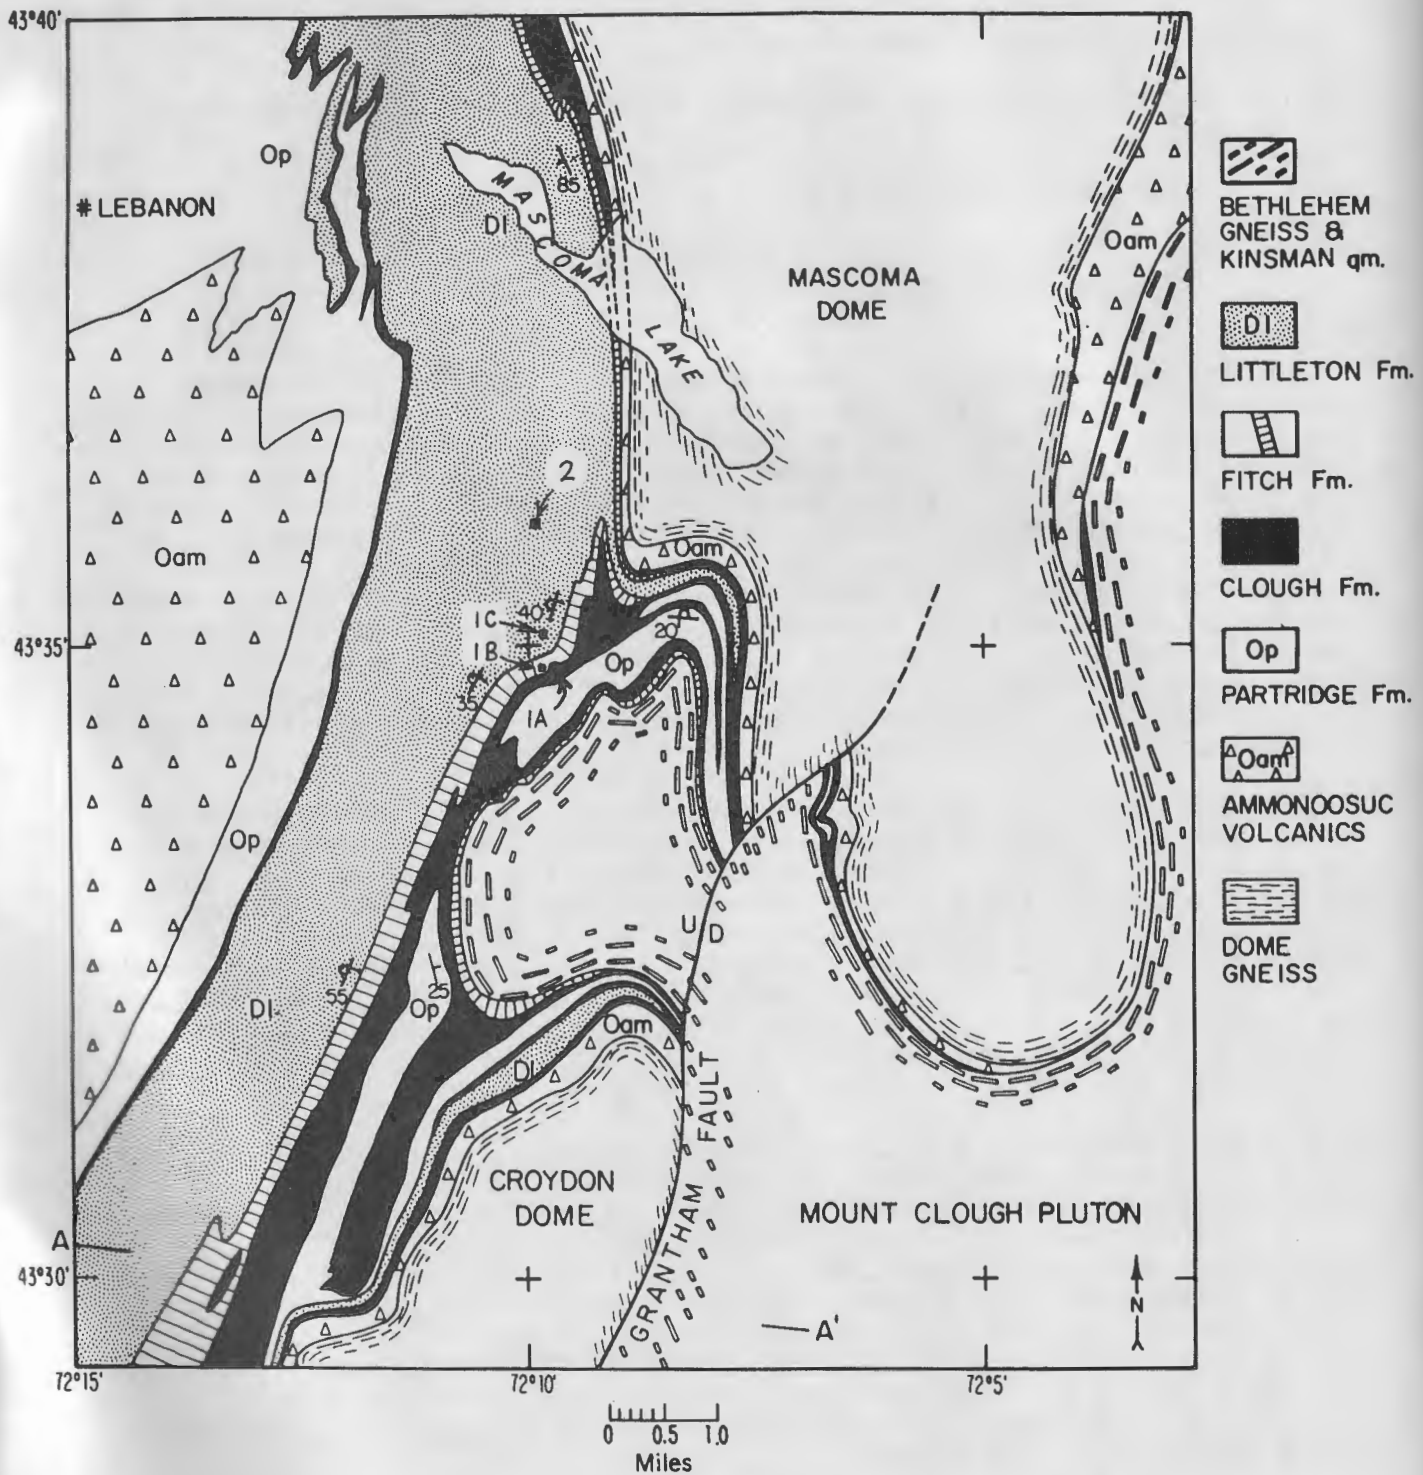 43°40'
Op
* LEBANON
MASCOMA
LAKE
85
Dl
MASCOMA
DOME
Oam
2
Oam
Oam
1C
40
1B
35
1A
20
Op
43°35'
Op
U D
55
25
Dl
Op
Oam
Dl
GRANTHAM FAULT
CROYDON
DOME
MOUNT CLOUGH PLUTON
A
43°30'
A'
N
72°15'
72°10'
72°5'
0 0.5 1.0
Miles
BETHLEHEM
GNEISS &
KINSMAN qm.
Dl
LITTLETON Fm.
FITCH Fm.
CLOUGH Fm.
Op
PARTRIDGE Fm.
Oam
AMMONOOSUC
VOLCANICS
DOME
GNEISS